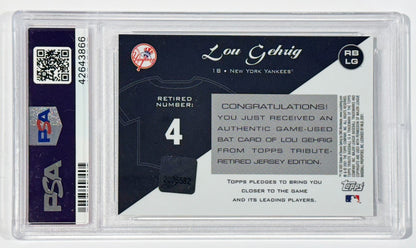 42643866
PSA
PSA
Lou Gehrig
1B • New York Yankees®
RB
LG
RETIRED
NUMBER:
4
CONGRATULATIONS!
YOU JUST RECEIVED AN
AUTHENTIC GAME-USED
BAT CARD OF LOU GEHRIG
FROM TOPPS TRIBUTE-
RETIRED JERSEY EDITION.
TOPPS PLEDGES TO BRING YOU
CLOSER TO THE GAME
AND ITS LEADING PLAYERS.
Topps